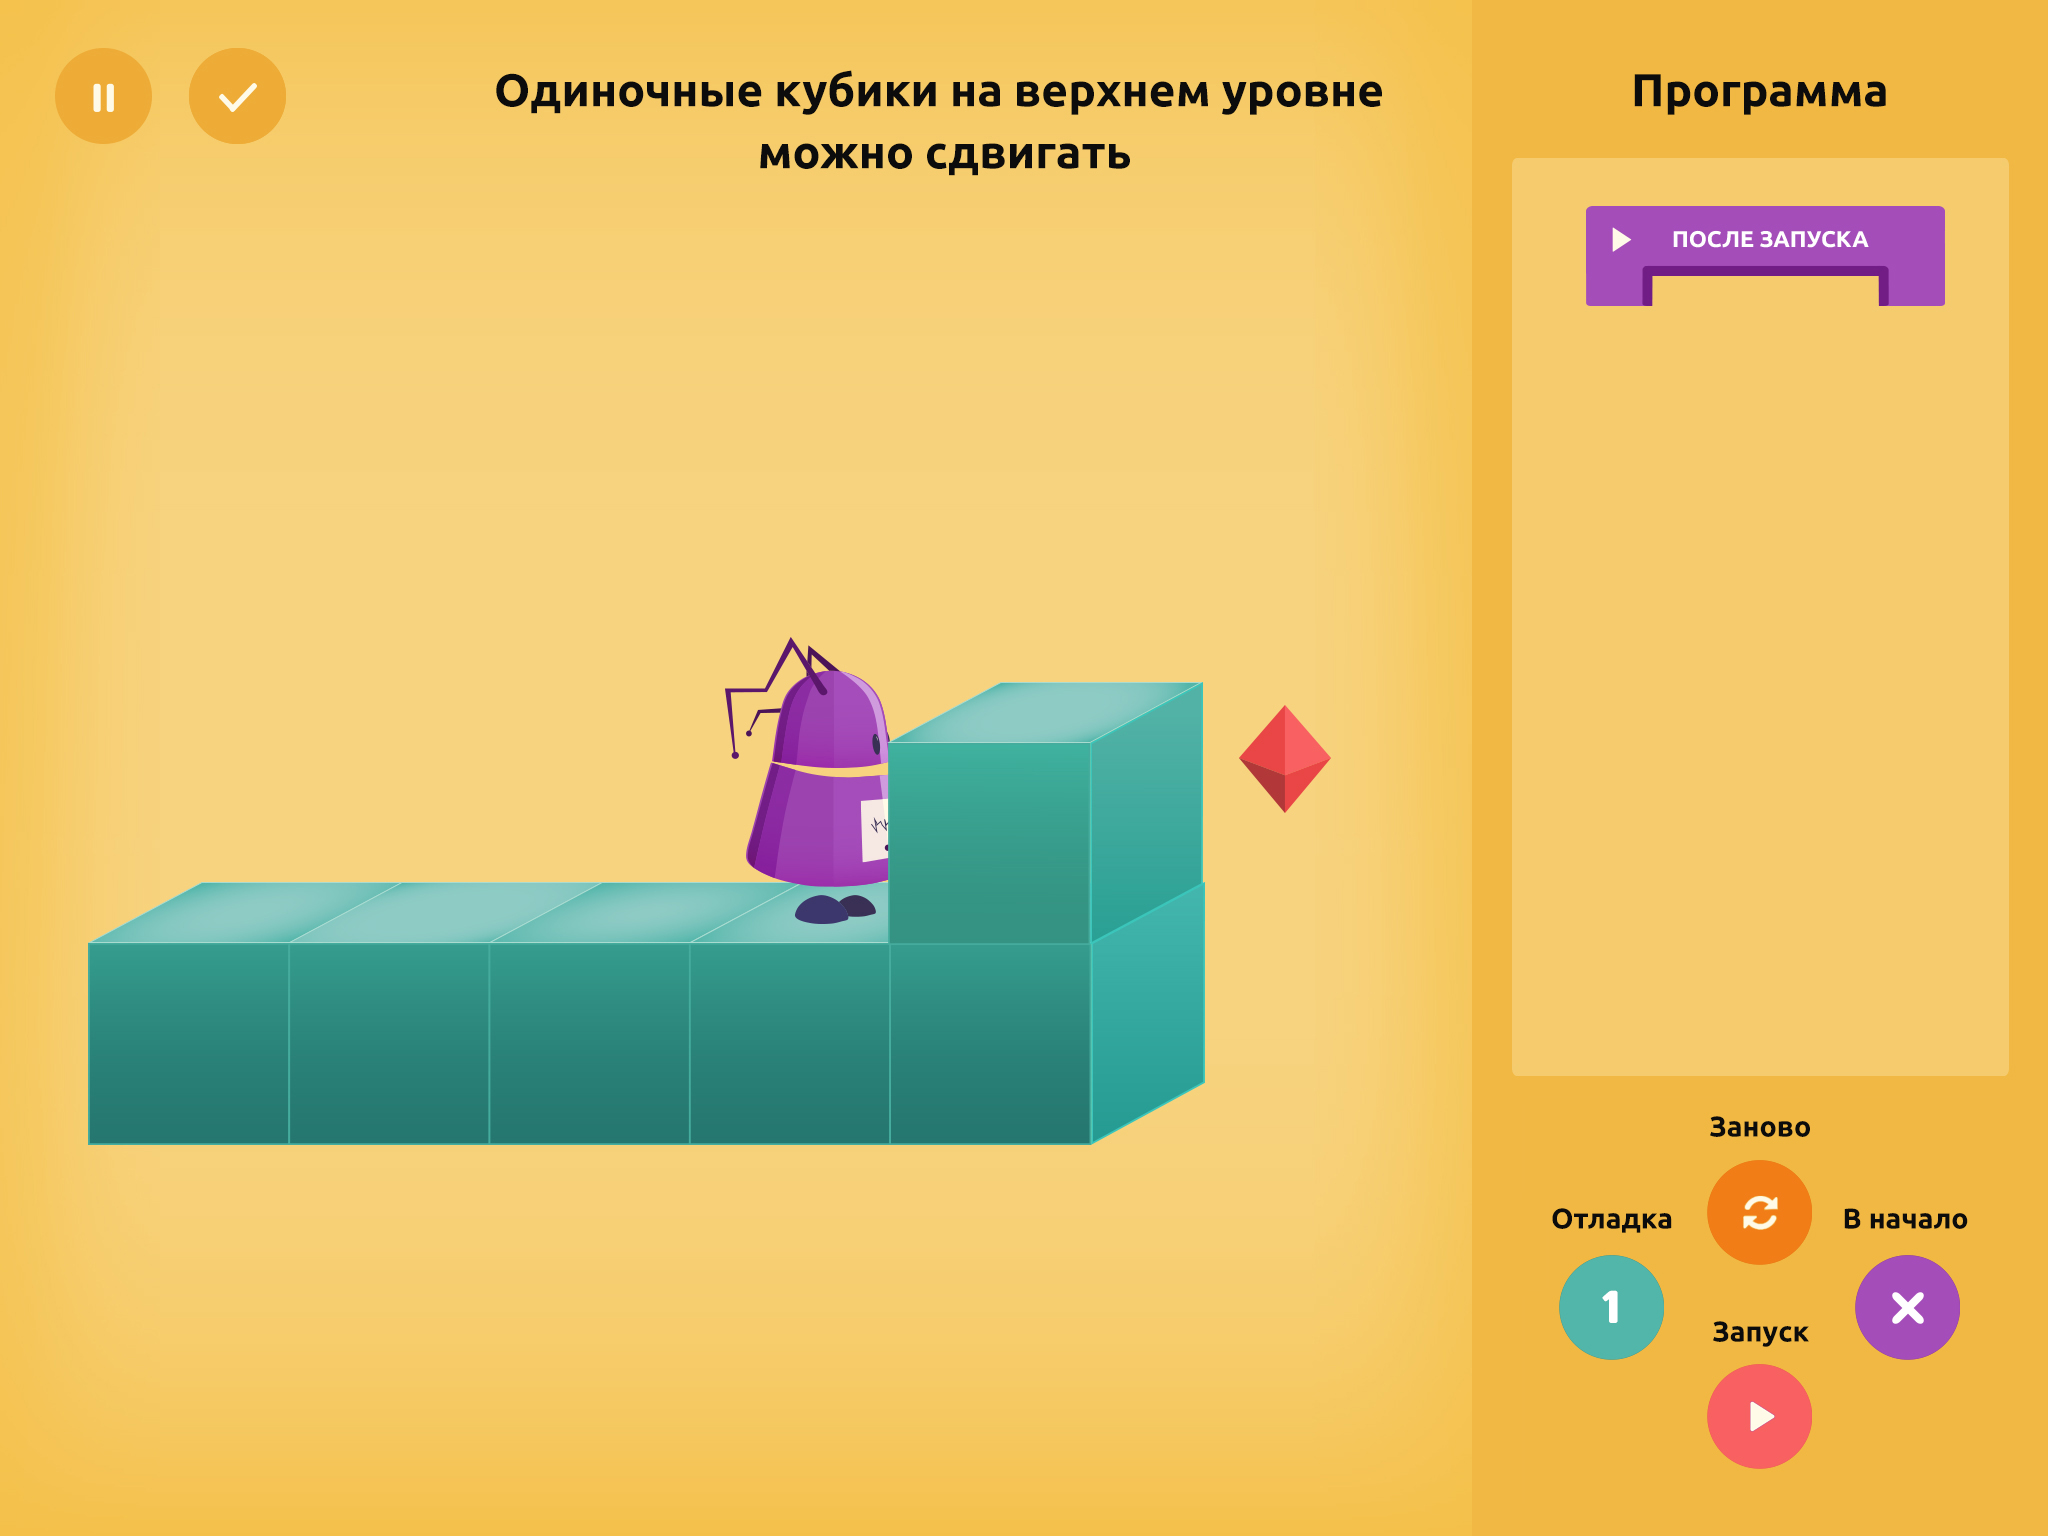 Одиночные кубики на верхнем уровне
можно сдвигать
Программа
ПОСЛЕ ЗАПУСКА
Заново
Отладка
В начало
1
Запуск